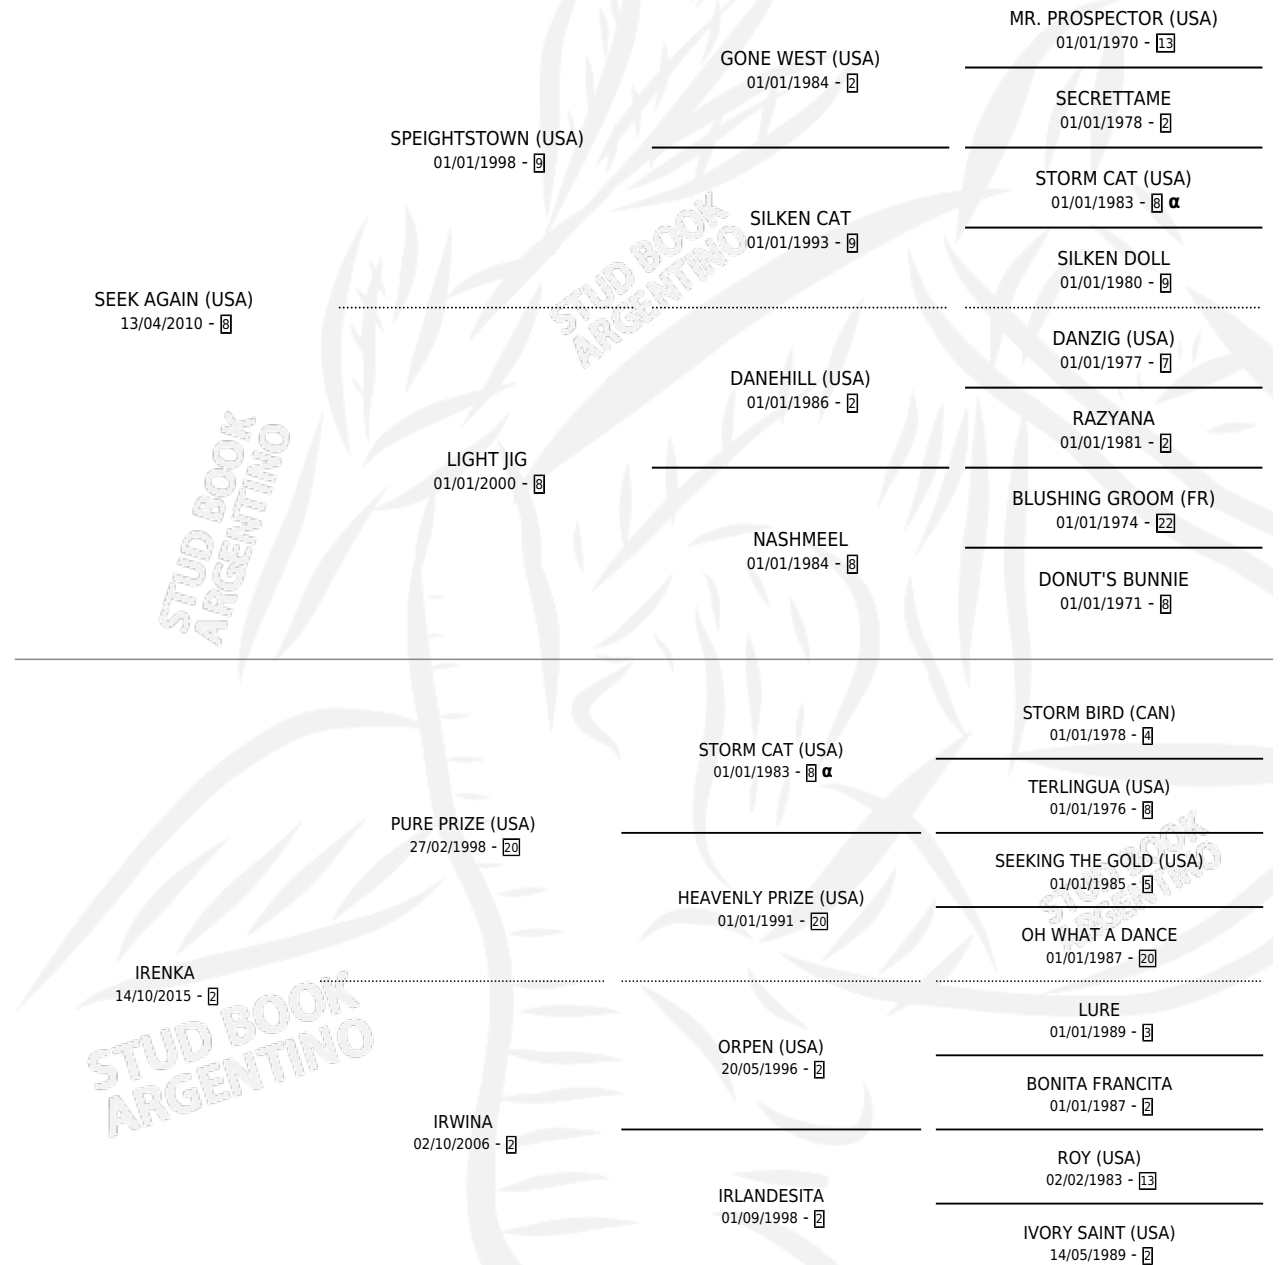 MR. PROSPECTOR (USA)
01/01/1970 - 13
GONE WEST (USA)
01/01/1984 - 2
SECRETTAME
01/01/1978 - 2
SPEIGHTSTOWN (USA)
01/01/1998 - 9
STORM CAT (USA)
01/01/1983 - 8 α
SILKEN CAT
01/01/1993 - 9
SILKEN DOLL
01/01/1980 - 9
SEEK AGAIN (USA)
13/04/2010 - 8
DANZIG (USA)
01/01/1977 - 7
DANEHILL (USA)
01/01/1986 - 2
RAZYANA
01/01/1981 - 2
LIGHT JIG
01/01/2000 - 8
BLUSHING GROOM (FR)
01/01/1974 - 22
NASHMEEL
01/01/1984 - 8
DONUT'S BUNNIE
01/01/1971 - 8
STORM BIRD (CAN)
01/01/1978 - 4
STORM CAT (USA)
01/01/1983 - 8 α
TERLINGUA (USA)
01/01/1976 - 8
PURE PRIZE (USA)
27/02/1998 - 20
SEEKING THE GOLD (USA)
01/01/1985 - 5
HEAVENLY PRIZE (USA)
01/01/1991 - 20
OH WHAT A DANCE
01/01/1987 - 20
IRENKA
14/10/2015 - 2
LURE
01/01/1989 - 3
ORPEN (USA)
20/05/1996 - 2
BONITA FRANCITA
01/01/1987 - 2
IRWINA
02/10/2006 - 2
ROY (USA)
02/02/1983 - 13
IRLANDESITA
01/09/1998 - 2
IVORY SAINT (USA)
14/05/1989 - 2
STUD BOOK
ARGENTINO
STUD BOOK
ARGENTINO
STUD BOOK
ARGENTINO
STUD BOOK
ARGENTINO